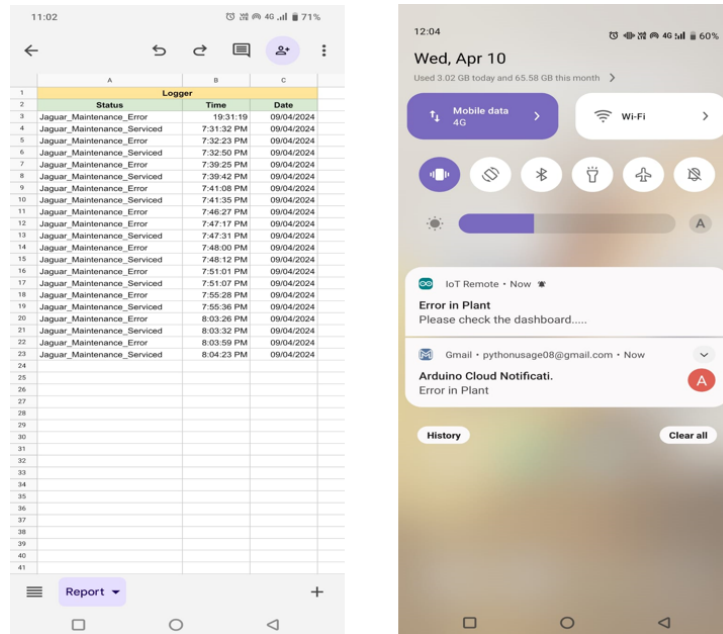 11:02
4G 71%
A B C
1 Logger
2 Status Time Date
3 Jaguar_Maintenance_Error 19:31:19 09/04/2024
4 Jaguar_Maintenance_Serviced 7:31:32 PM 09/04/2024
5 Jaguar_Maintenance_Error 7:32:23 PM 09/04/2024
6 Jaguar_Maintenance_Serviced 7:32:50 PM 09/04/2024
7 Jaguar_Maintenance_Error 7:39:25 PM 09/04/2024
8 Jaguar_Maintenance_Serviced 7:39:42 PM 09/04/2024
9 Jaguar_Maintenance_Error 7:41:08 PM 09/04/2024
10 Jaguar_Maintenance_Serviced 7:41:35 PM 09/04/2024
11 Jaguar_Maintenance_Error 7:46:27 PM 09/04/2024
12 Jaguar_Maintenance_Error 7:47:17 PM 09/04/2024
13 Jaguar_Maintenance_Serviced 7:47:31 PM 09/04/2024
14 Jaguar_Maintenance_Error 7:48:00 PM 09/04/2024
15 Jaguar_Maintenance_Serviced 7:48:12 PM 09/04/2024
16 Jaguar_Maintenance_Error 7:51:01 PM 09/04/2024
17 Jaguar_Maintenance_Serviced 7:51:07 PM 09/04/2024
18 Jaguar_Maintenance_Error 7:55:28 PM 09/04/2024
19 Jaguar_Maintenance_Serviced 7:55:36 PM 09/04/2024
20 Jaguar_Maintenance_Error 8:03:26 PM 09/04/2024
21 Jaguar_Maintenance_Serviced 8:03:32 PM 09/04/2024
22 Jaguar_Maintenance_Error 8:03:59 PM 09/04/2024
23 Jaguar_Maintenance_Serviced 8:04:23 PM 09/04/2024
24
25
26
27
28
29
30
31
32
33
34
35
36
37
38
39
40
41
Report
12:04
4G 60%
Wed, Apr 10
Used 3.02 GB today and 65.58 GB this month
Mobile data
4G
Wi-Fi
A
IoT Remote • Now
Error in Plant
Please check the dashboard.....
Gmail • pythonusage08@gmail.com • Now
Arduino Cloud Notificati.
Error in Plant
A
History
Clear all